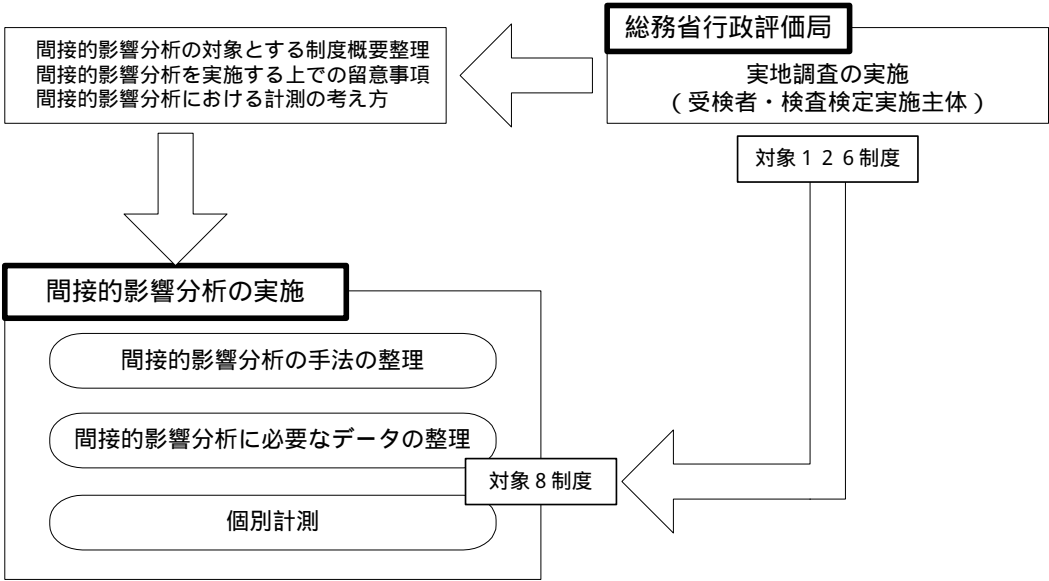 間接的影響分析の対象とする制度概要整理
間接的影響分析を実施する上での留意事項
間接的影響分析における計測の考え方
総務省行政評価局
実地調査の実施
(受検者・検査検定実施主体)
対象126制度
間接的影響分析の実施
間接的影響分析の手法の整理
間接的影響分析に必要なデータの整理
対象8制度
個別計測